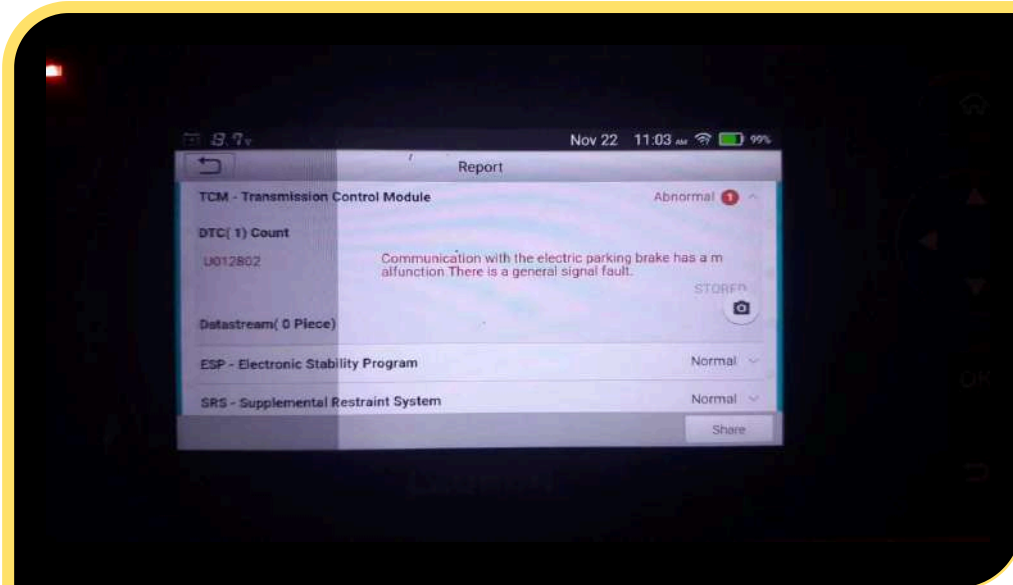 8.7v Nov 22 11:03 AM 99%
Report
TCM - Transmission Control Module Abnormal 1
DTC( 1) Count
U012802 Communication with the electric parking brake has a m
alfunction.There is a general signal fault.
STORED
Datastream( 0 Piece)
ESP - Electronic Stability Program Normal
SRS - Supplemental Restraint System Normal
Share
OK